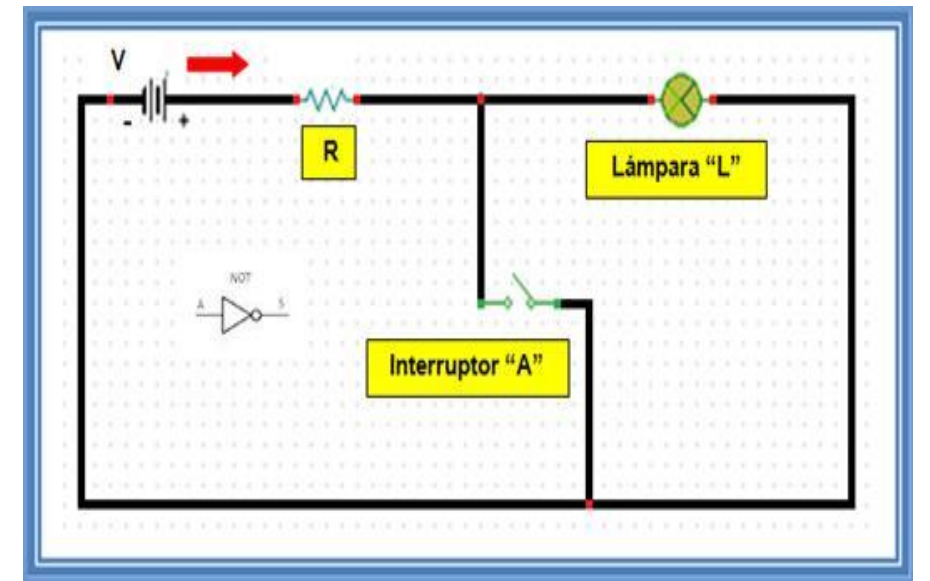 V
- +
R
Lámpara “L”
NOT
A S
Interruptor “A”